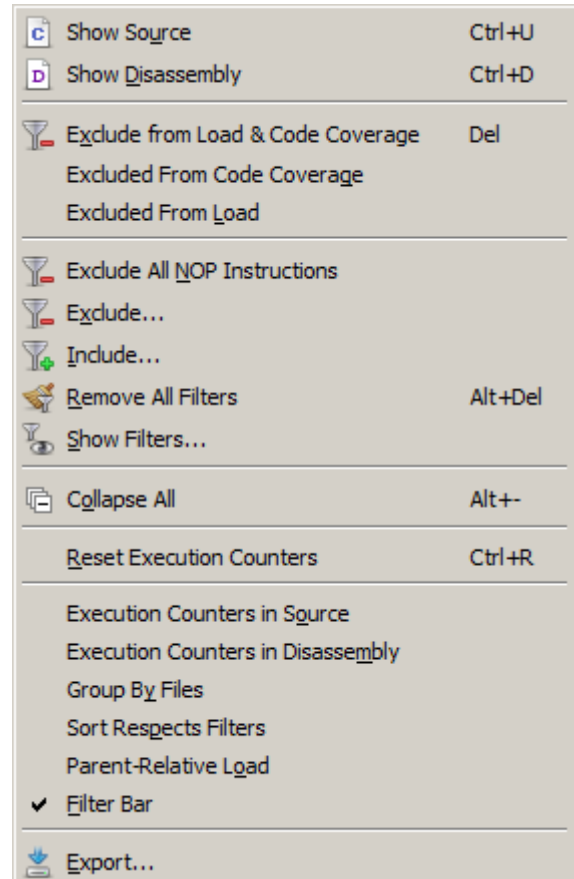 C Show Source Ctrl+U
D Show Disassembly Ctrl+D
Exclude from Load & Code Coverage Del
Excluded From Code Coverage
Excluded From Load
Exclude All NOP Instructions
Exclude...
Include...
Remove All Filters Alt+Del
Show Filters...
Collapse All Alt+-
Reset Execution Counters Ctrl+R
Execution Counters in Source
Execution Counters in Disassembly
Group By Files
Sort Respects Filters
Parent-Relative Load
Filter Bar
Export...